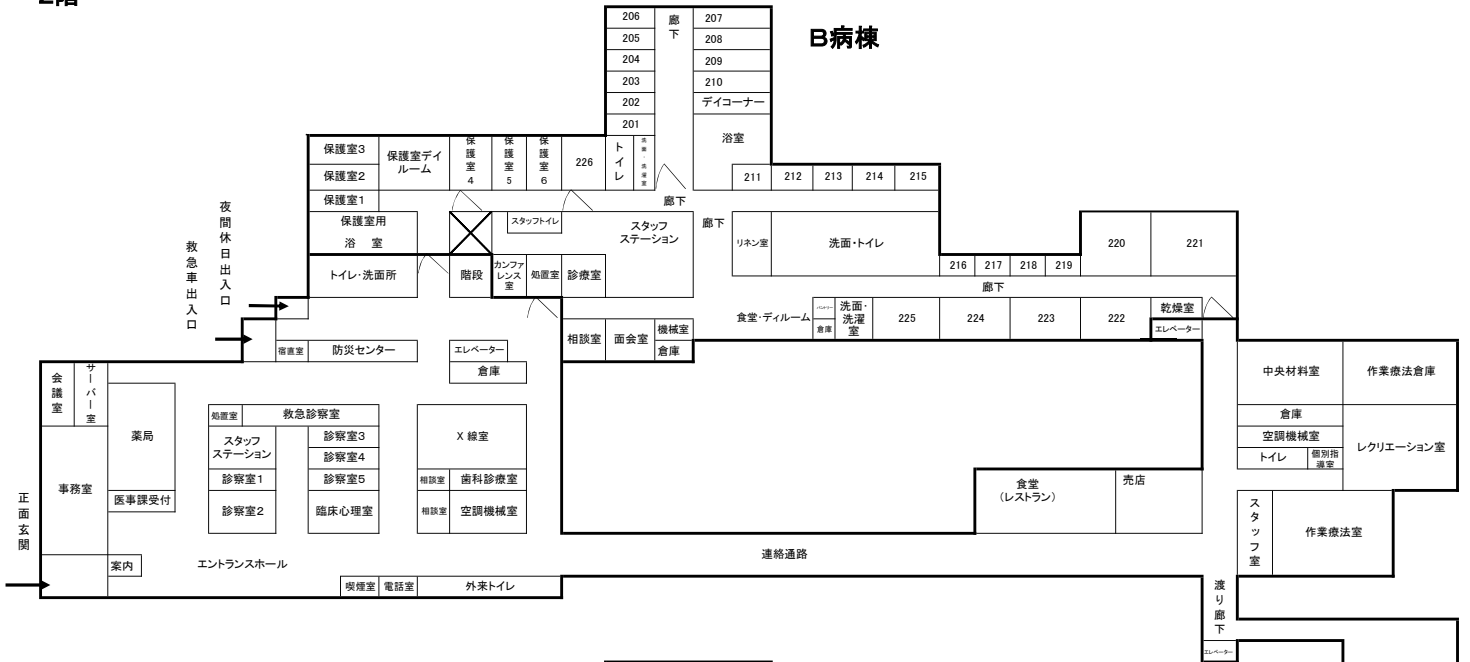 2階
B病棟
206
廊下
207
205
208
204
209
203
210
202
デイコーナー
201
浴室
保護室3
保護室デイ
ルーム
保護室4
保護室5
保護室6
226
トイレ
洗面・洗濯室
保護室2
211
212
213
214
215
保護室1
廊下
保護室用
浴 室
スタッフトイレ
スタッフ
ステーション
廊下
リネン室
洗面・トイレ
220
221
夜間休日出入口
救急車出入口
トイレ・洗面所
階段
カンファ
レンス
室
処置室
診療室
216
217
218
219
廊下
食堂・ディルーム
パントリー
倉庫
洗面・
洗濯
室
225
224
223
222
乾燥室
エレベーター
相談室
面会室
機械室
倉庫
宿直室
防災センター
エレベーター
倉庫
会議室
サーバー室
中央材料室
作業療法倉庫
薬局
処置室
救急診察室
X 線室
倉庫
スタッフ
ステーション
診察室3
空調機械室
レクリエーション室
診察室4
トイレ
個別指
導室
事務室
診察室1
診察室5
相談室
歯科診療室
食堂
(レストラン)
売店
正面玄関
医事課受付
診察室2
臨床心理室
相談室
空調機械室
スタッフ室
作業療法室
連絡通路
案内
エントランスホール
喫煙室
電話室
外来トイレ
渡り廊下
エレベーター